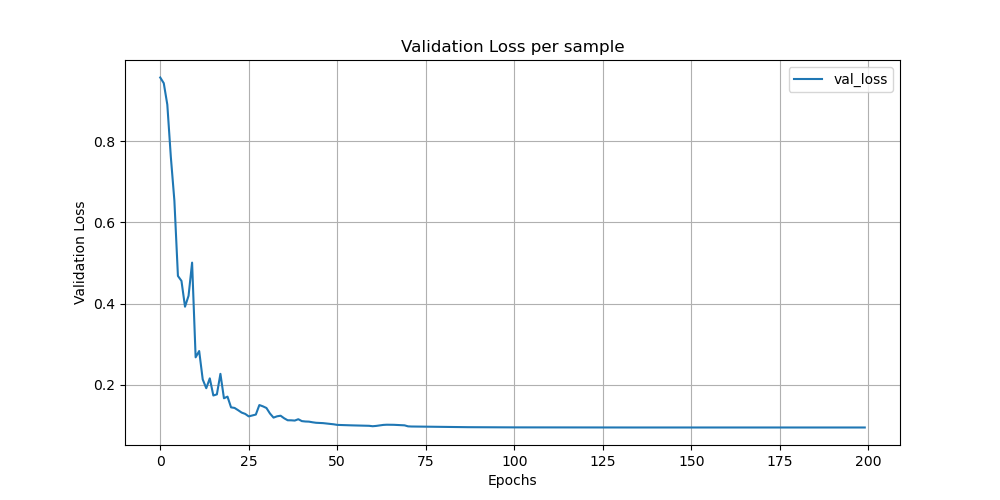 Validation Loss per sample
val_loss
0.8
0.6
0.4
0.2
Validation Loss
0 25 50 75 100 125 150 175 200
Epochs